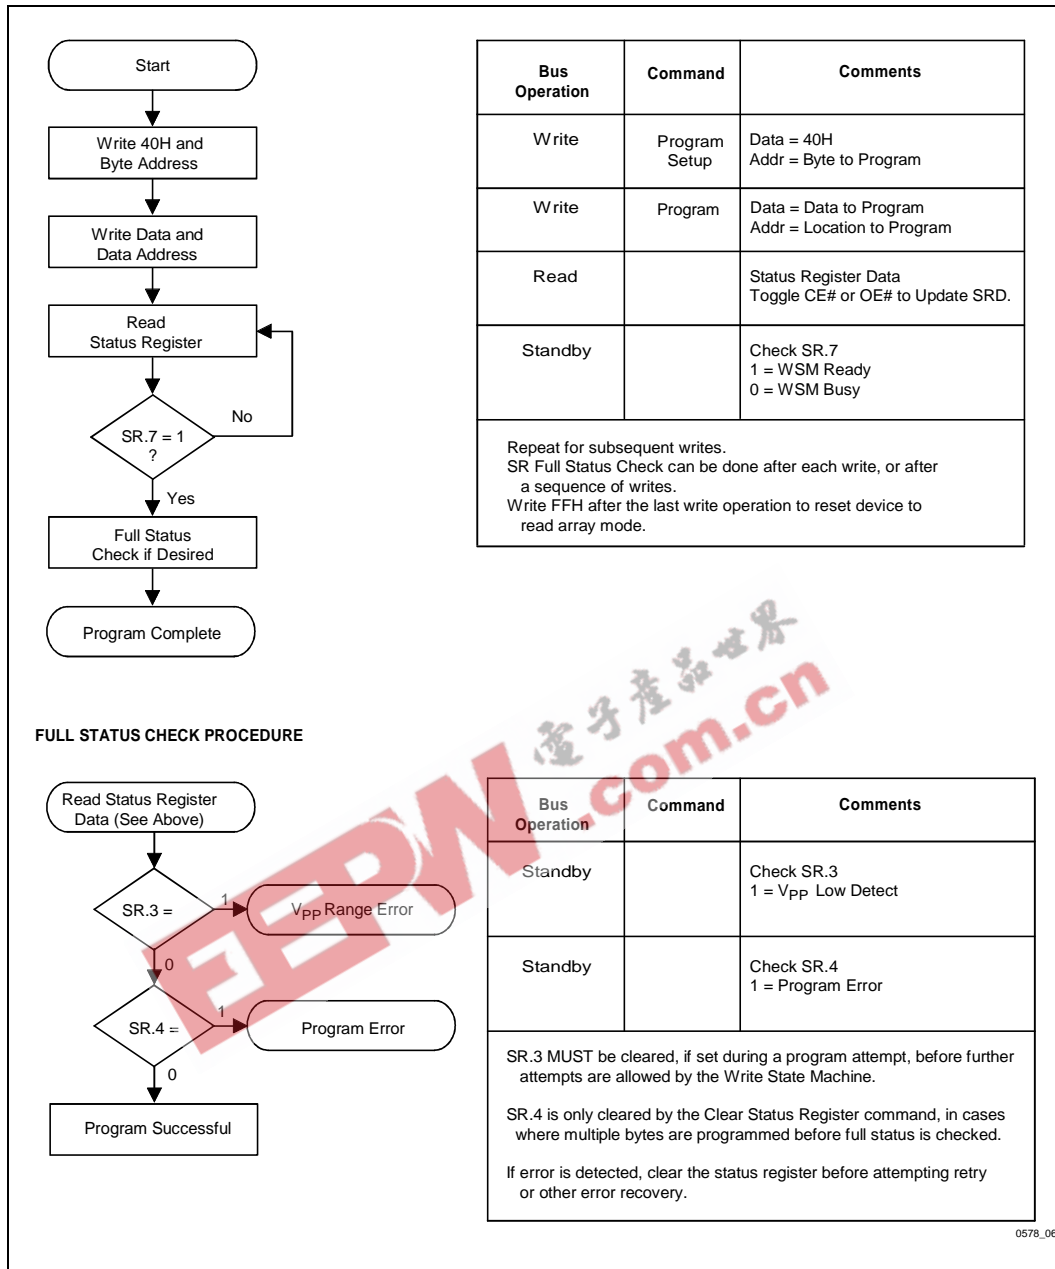 Start
Write 40H and
Byte Address
Write Data and
Data Address
Read
Status Register
No
SR.7 = 1
?
Yes
Full Status
Check if Desired
Program Complete
Bus
Operation
Command
Comments
Write
Program
Setup
Data = 40H
Addr = Byte to Program
Write
Program
Data = Data to Program
Addr = Location to Program
Read
Status Register Data
Toggle CE# or OE# to Update SRD.
Standby
Check SR.7
1 = WSM Ready
0 = WSM Busy
Repeat for subsequent writes.
SR Full Status Check can be done after each write, or after
a sequence of writes.
Write FFH after the last write operation to reset device to
read array mode.
電子產品世界
EEPW.com.cn
FULL STATUS CHECK PROCEDURE
Read Status Register
Data (See Above)
SR.3 =
1
VPP Range Error
0
SR.4 =
1
Program Error
0
Program Successful
Bus
Operation
Command
Comments
Standby
Check SR.3
1 = VPP Low Detect
Standby
Check SR.4
1 = Program Error
SR.3 MUST be cleared, if set during a program attempt, before further
attempts are allowed by the Write State Machine.
SR.4 is only cleared by the Clear Status Register command, in cases
where multiple bytes are programmed before full status is checked.
If error is detected, clear the status register before attempting retry
or other error recovery.
0578_06